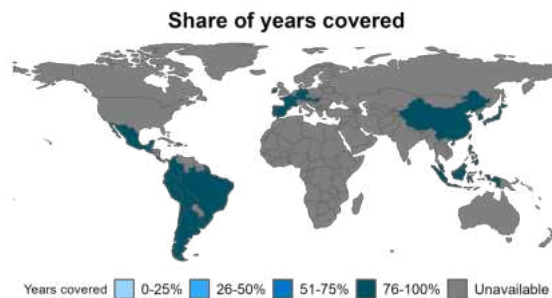 Share of years covered
Years covered 0-25% 26-50% 51-75% 76-100% Unavailable